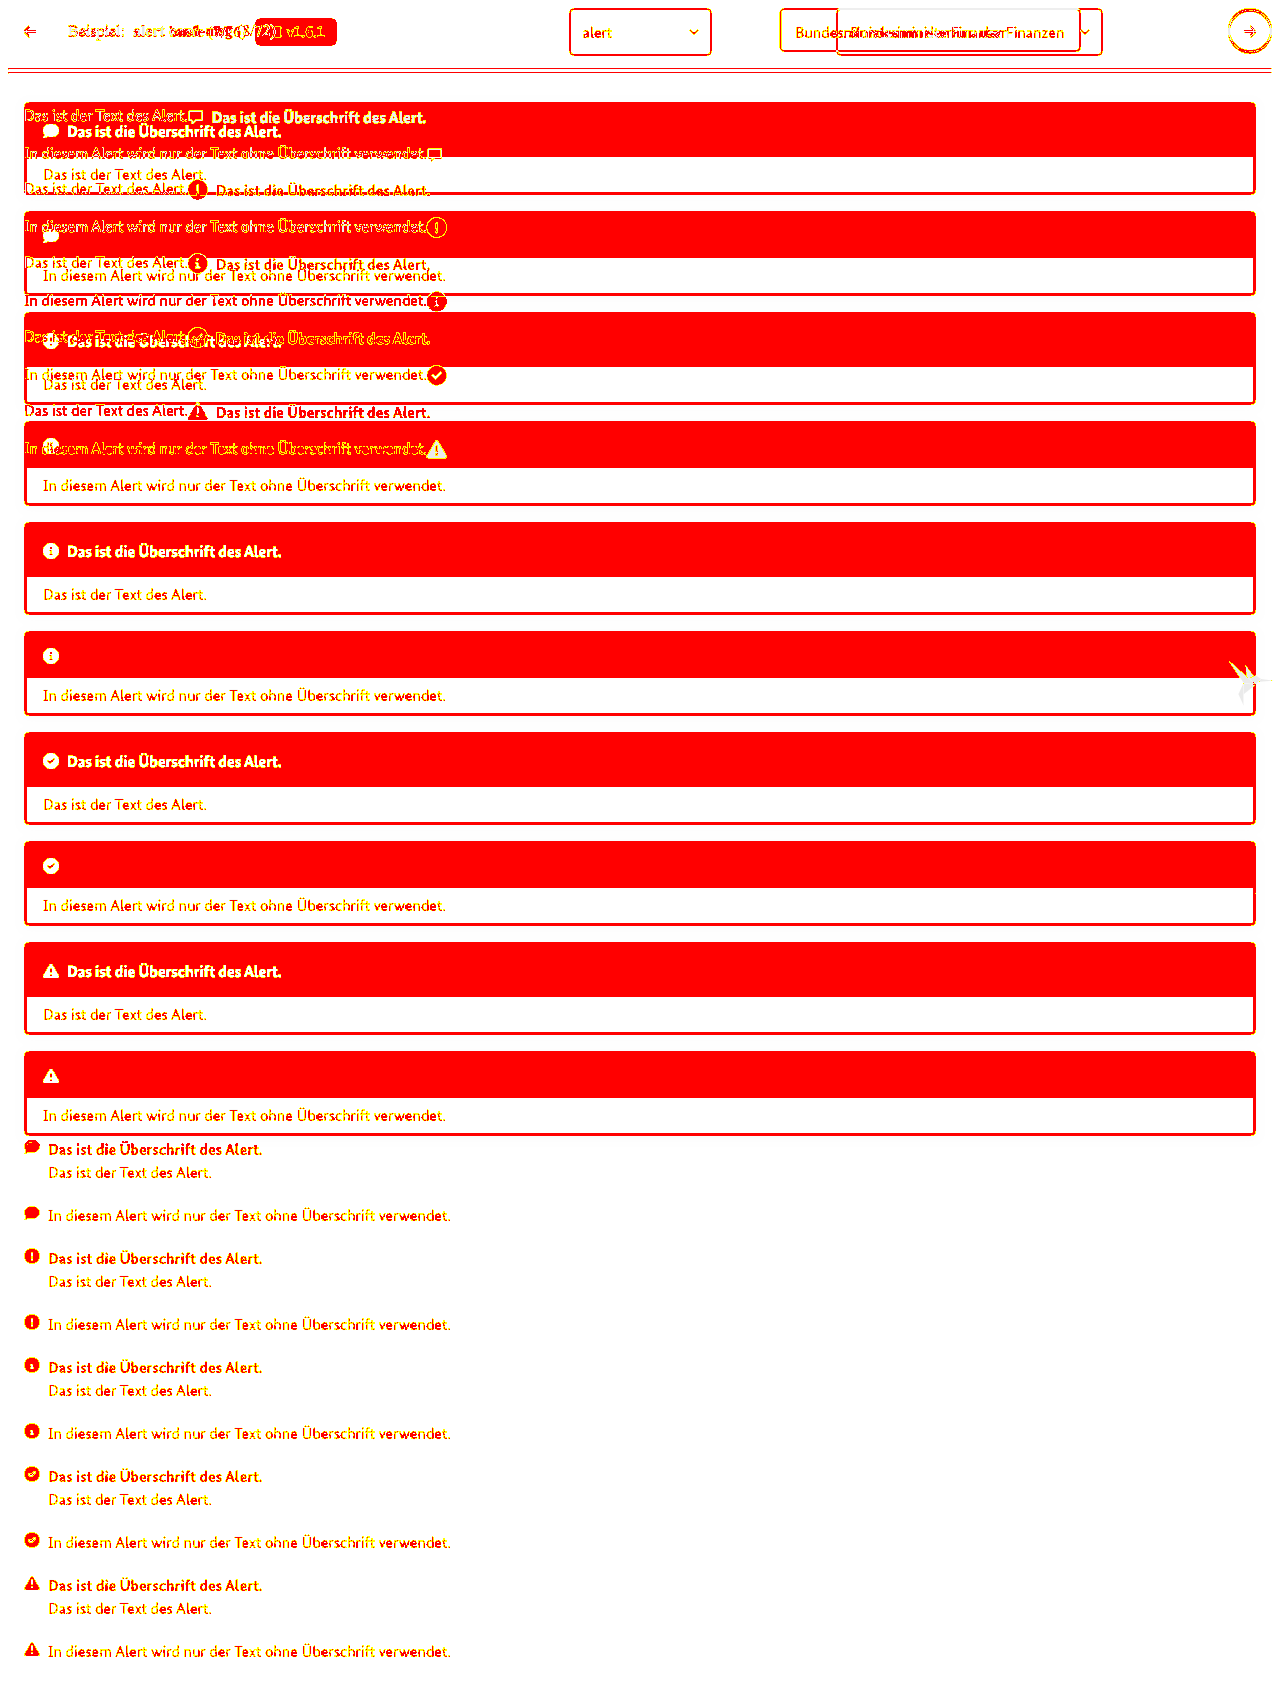 Beispiel: alert v1.6.1
alert
Das ist der Text des Alert. Das ist die Überschrift des Alert.
Das ist die Überschrift des Alert.
In diesem Alert wird nur der Text ohne Überschrift verwendet.
Das ist der Text des Alert.
Das ist der Text des Alert. Das ist die Überschrift des Alert.
In diesem Alert wird nur der Text ohne Überschrift verwendet.
Das ist der Text des Alert. Das ist die Überschrift des Alert.
In diesem Alert wird nur der Text ohne Überschrift verwendet.
In diesem Alert wird nur der Text ohne Überschrift verwendet.
Das ist der Text des Alert. Das ist die Überschrift des Alert.
Das ist die Überschrift des Alert.
In diesem Alert wird nur der Text ohne Überschrift verwendet.
Das ist der Text des Alert.
Das ist der Text des Alert. Das ist die Überschrift des Alert.
In diesem Alert wird nur der Text ohne Überschrift verwendet.
In diesem Alert wird nur der Text ohne Überschrift verwendet.
Das ist die Überschrift des Alert.
Das ist der Text des Alert.
In diesem Alert wird nur der Text ohne Überschrift verwendet.
Das ist die Überschrift des Alert.
Das ist der Text des Alert.
In diesem Alert wird nur der Text ohne Überschrift verwendet.
Das ist die Überschrift des Alert.
Das ist der Text des Alert.
In diesem Alert wird nur der Text ohne Überschrift verwendet.
Das ist die Überschrift des Alert.
Das ist der Text des Alert.
In diesem Alert wird nur der Text ohne Überschrift verwendet.
Das ist die Überschrift des Alert.
Das ist der Text des Alert.
In diesem Alert wird nur der Text ohne Überschrift verwendet.
Das ist die Überschrift des Alert.
Das ist der Text des Alert.
In diesem Alert wird nur der Text ohne Überschrift verwendet.
Das ist die Überschrift des Alert.
Das ist der Text des Alert.
In diesem Alert wird nur der Text ohne Überschrift verwendet.
Das ist die Überschrift des Alert.
Das ist der Text des Alert.
In diesem Alert wird nur der Text ohne Überschrift verwendet.